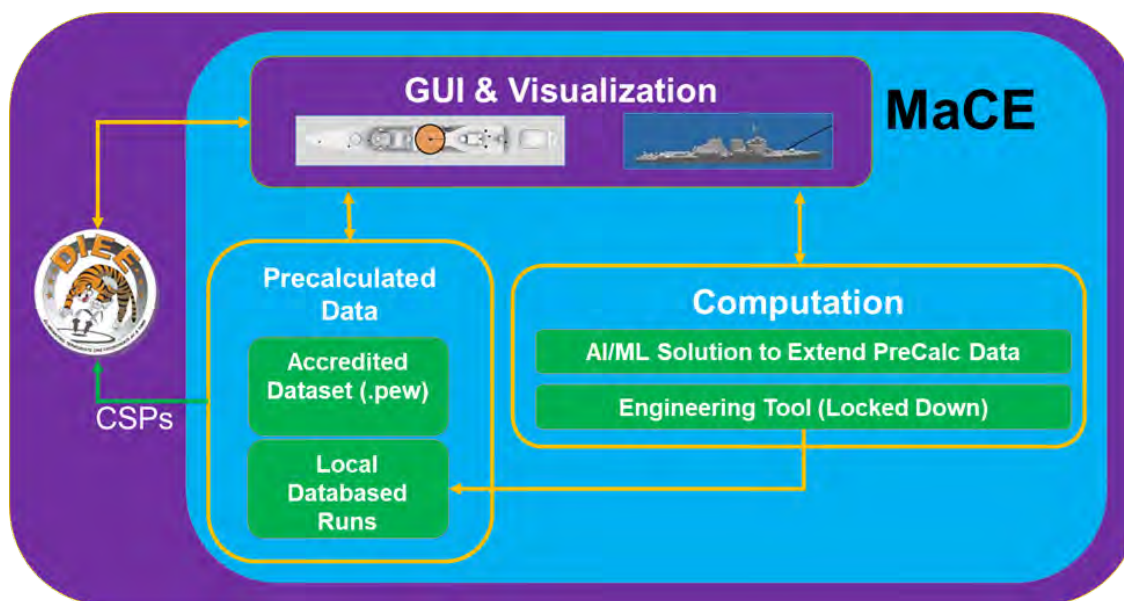 GUI & Visualization
MaCE
DIEE
Precalculated
Data
Accredited
Dataset (.pew)
Local
Databased
Runs
Computation
AI/ML Solution to Extend PreCalc Data
Engineering Tool (Locked Down)
CSPs